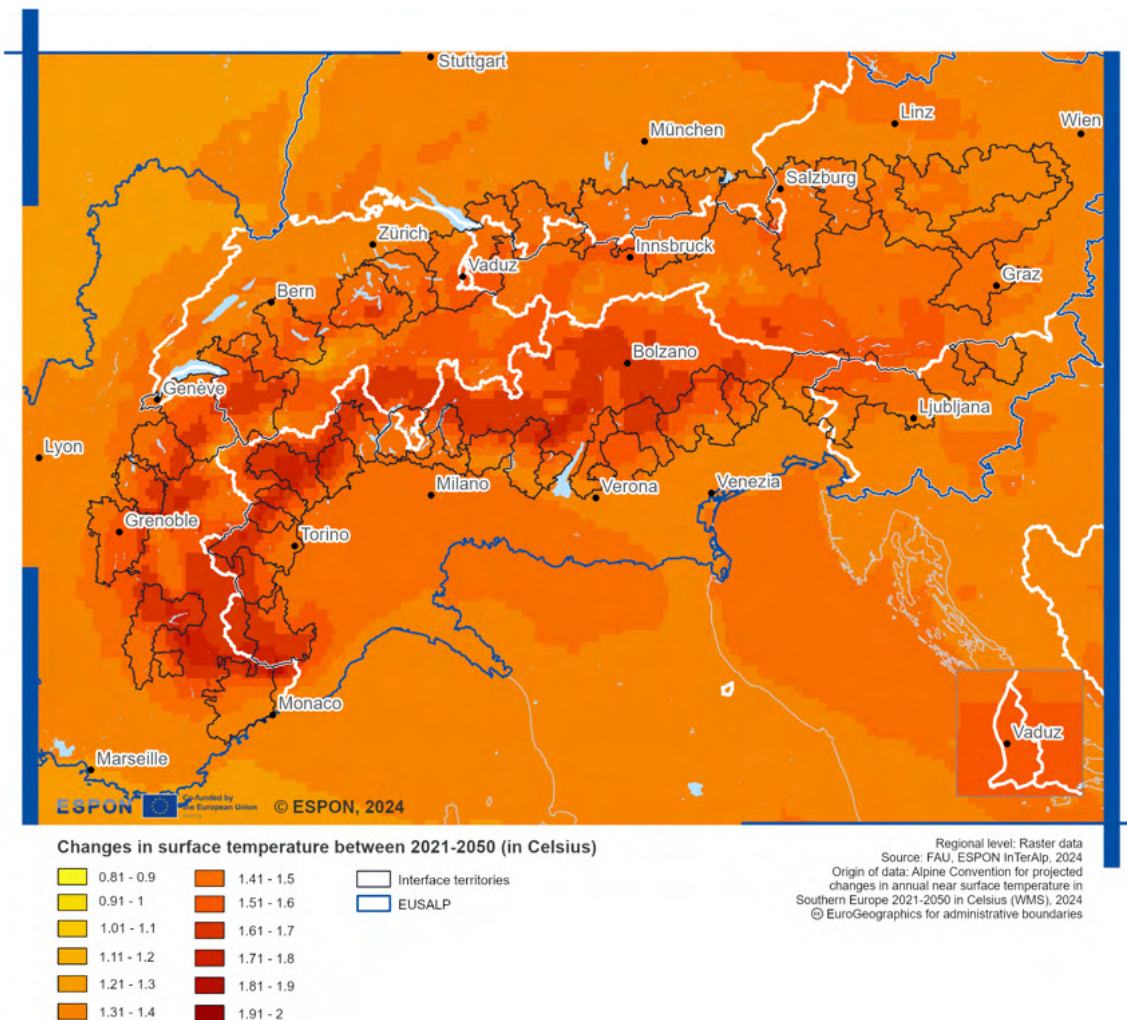 Stuttgart
Linz
Wien
München
Salzburg
Zürich
Innsbruck
Vaduz
Graz
Bern
Bolzano
Genève
Ljubljana
Lyon
Milano
Verona
Venezia
Grenoble
Torino
Monaco
Vaduz
Marseille
ESPON
Co-funded by
the European Union
© ESPON, 2024
Changes in surface temperature between 2021-2050 (in Celsius)
0.81 - 0.9
0.91 - 1
1.01 - 1.1
1.11 - 1.2
1.21 - 1.3
1.31 - 1.4
1.41 - 1.5
1.51 - 1.6
1.61 - 1.7
1.71 - 1.8
1.81 - 1.9
1.91 - 2
Interface territories
EUSALP
Regional level: Raster data
Source: FAU, ESPON InTerAlp, 2024
Origin of data: Alpine Convention for projected
changes in annual near surface temperature in
Southern Europe 2021-2050 in Celsius (WMS), 2024
© EuroGeographics for administrative boundaries